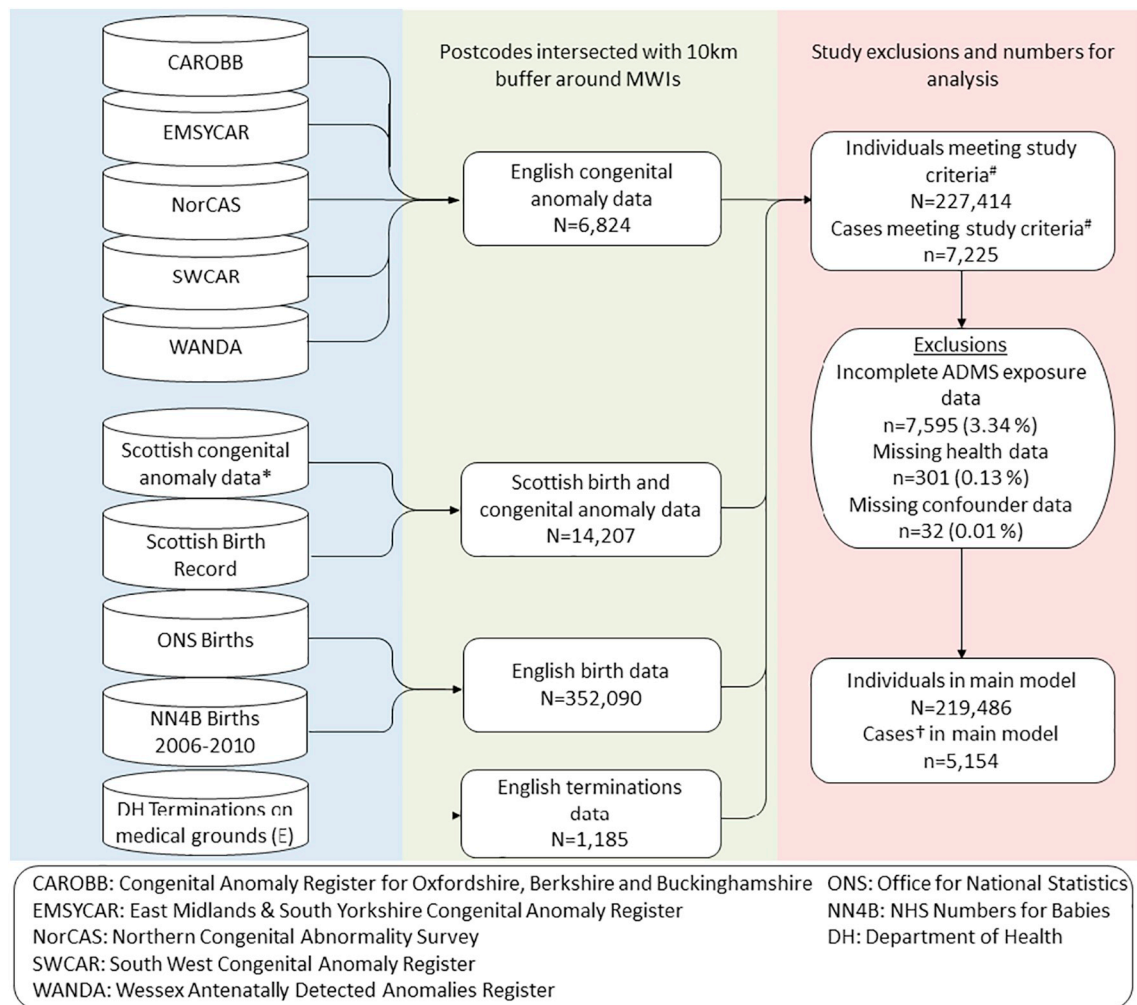 CAROBB
EMSYCAR
NorCAS
SWCAR
WANDA
Scottish congenital
anomaly data*
Scottish Birth
Record
ONS Births
NN4B Births
2006-2010
DH Terminations on
medical grounds (E)
Postcodes intersected with 10km
buffer around MWIs
English congenital
anomaly data
N=6,824
Scottish birth and
congenital anomaly data
N=14,207
English birth data
N=352,090
English terminations
data
N=1,185
Study exclusions and numbers for
analysis
Individuals meeting study
criteria#
N=227,414
Cases meeting study criteria#
n=7,225
Exclusions
Incomplete ADMS exposure
data
n=7,595 (3.34 %)
Missing health data
n=301 (0.13 %)
Missing confounder data
n=32 (0.01 %)
Individuals in main model
N=219,486
Cases† in main model
n=5,154
CAROBB: Congenital Anomaly Register for Oxfordshire, Berkshire and Buckinghamshire
EMSYCAR: East Midlands & South Yorkshire Congenital Anomaly Register
NorCAS: Northern Congenital Abnormality Survey
SWCAR: South West Congenital Anomaly Register
WANDA: Wessex Antenatally Detected Anomalies Register
ONS: Office for National Statistics
NN4B: NHS Numbers for Babies
DH: Department of Health